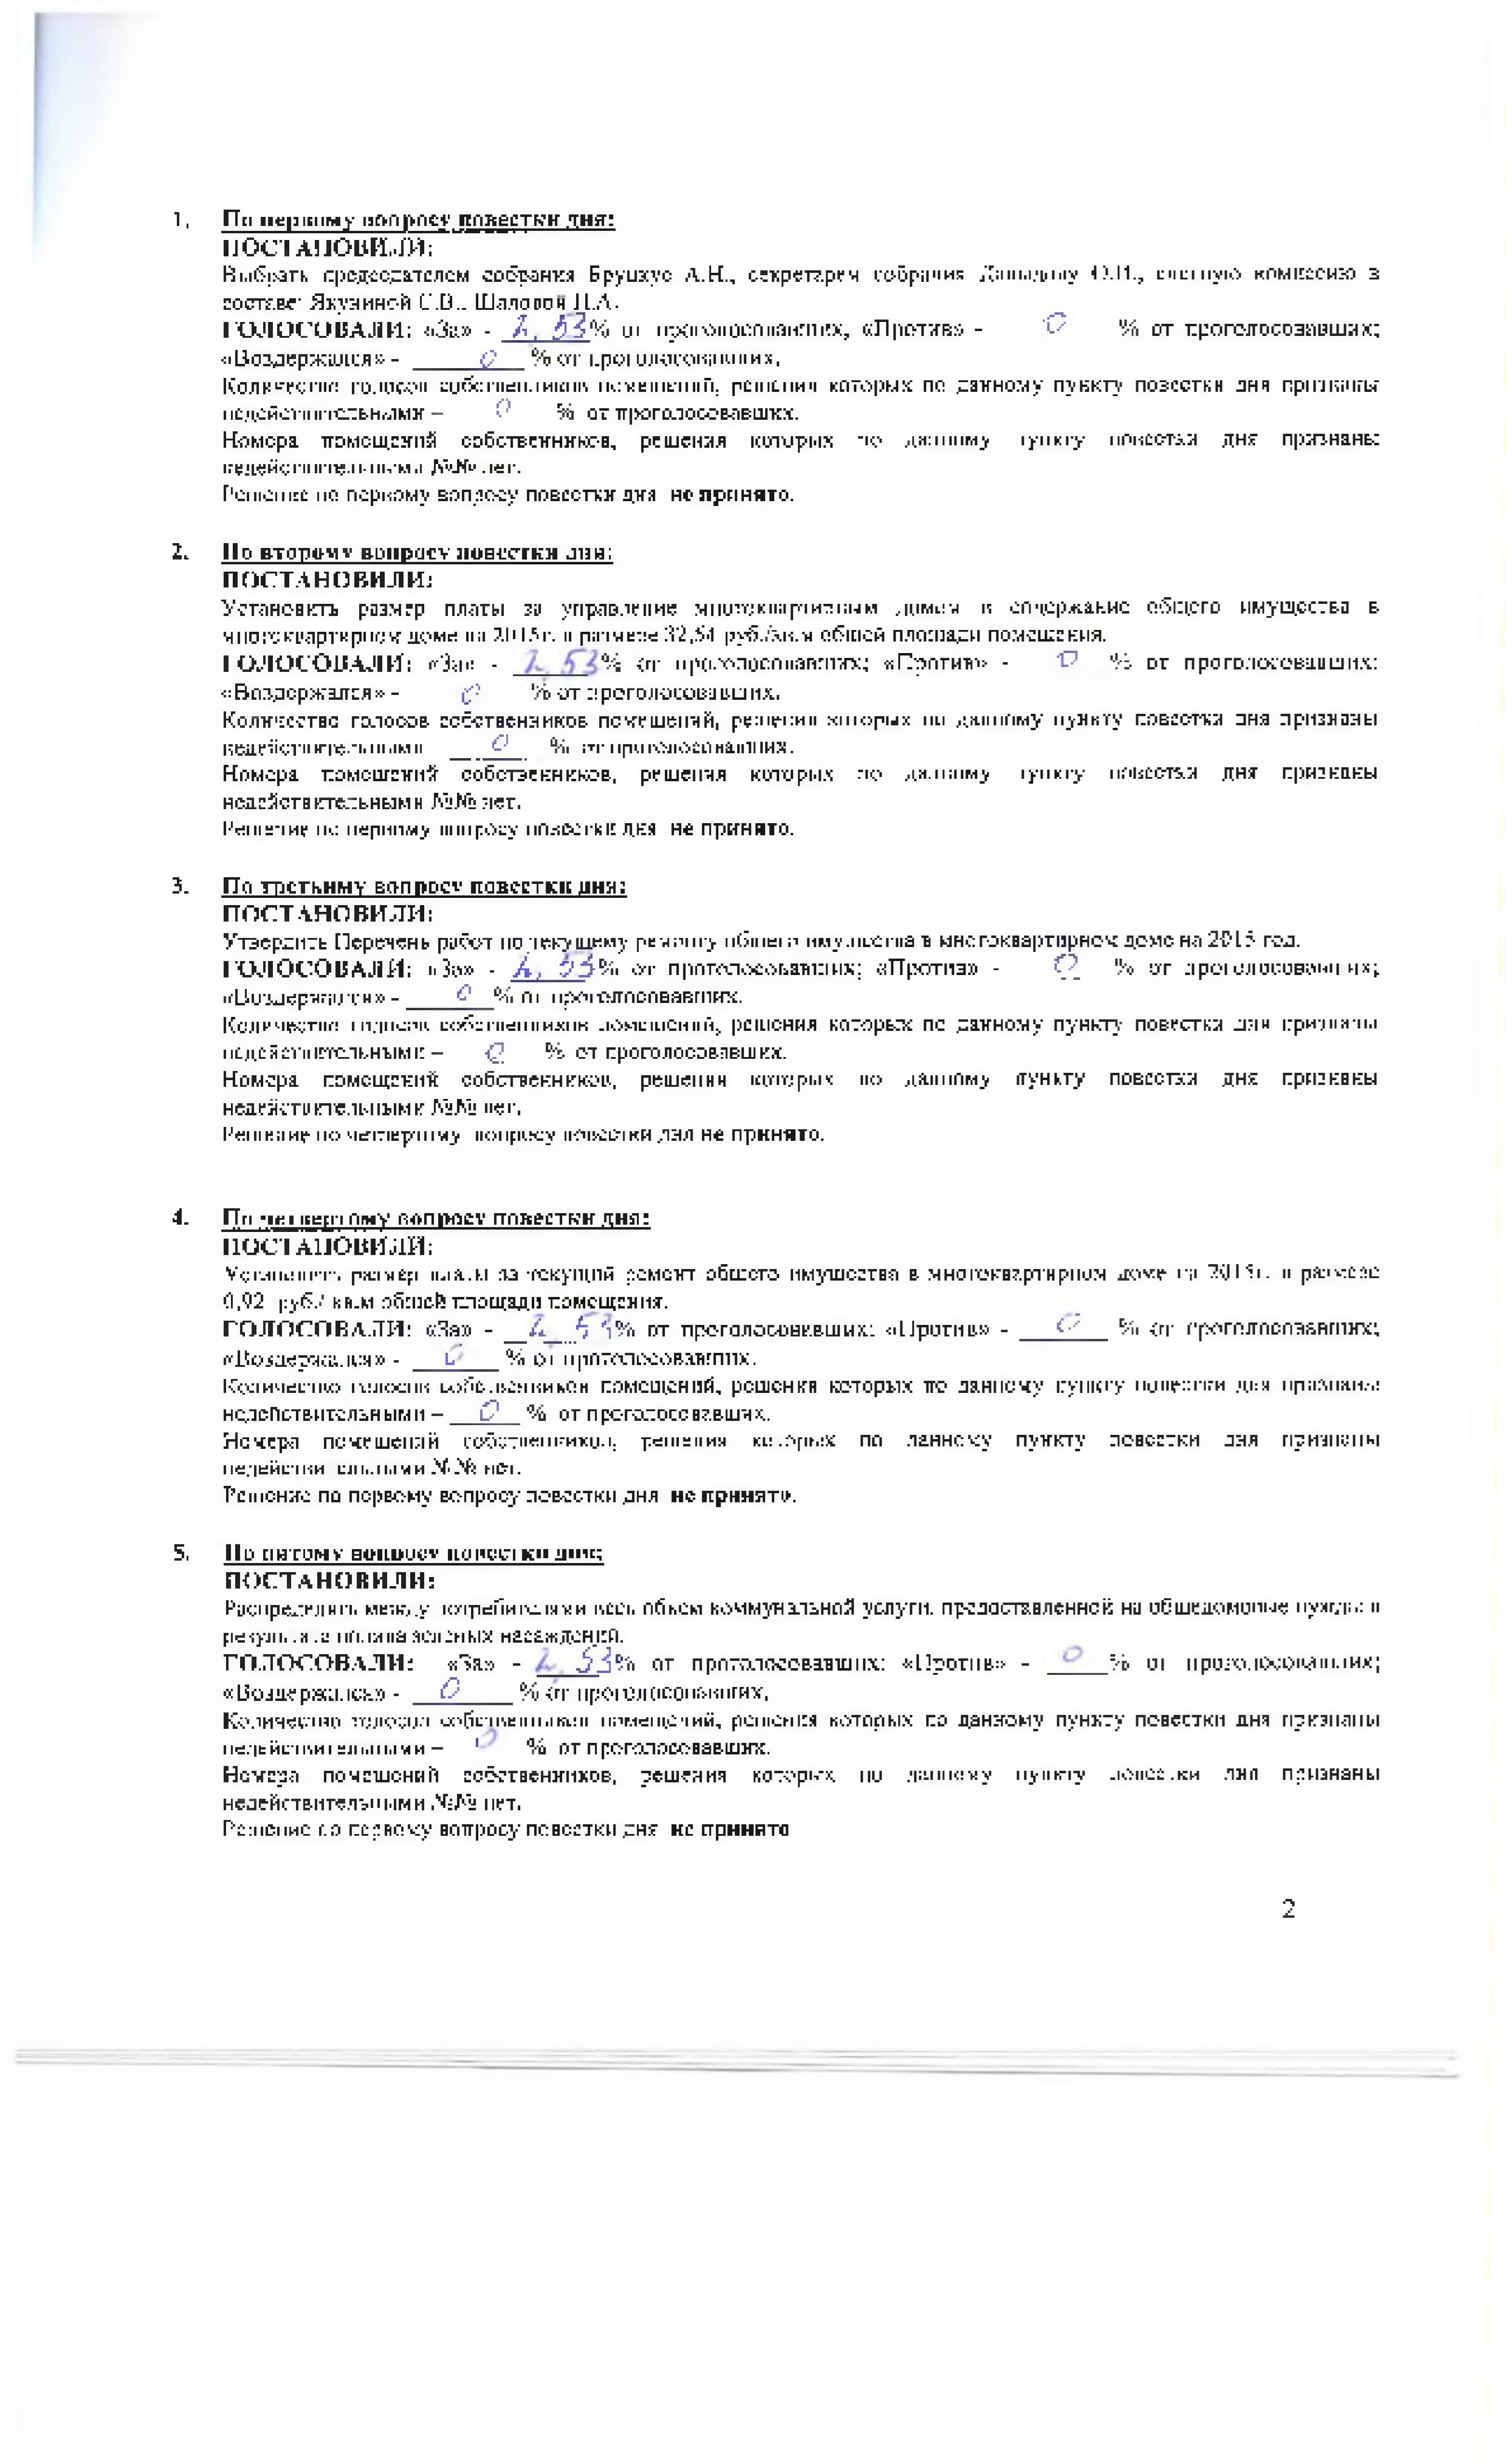 1. По первому вопросу повестки дня:
ПОСТАНОВИЛИ:
Выбрать председателем собрания Бруцкус А.Н., секретарем собрания О.П., счетную комиссию в
составе: Якуниной С.В., Шаловой Л.А.
ГОЛОСОВАЛИ: «За» - 2,53% от проголосовавших, «Против» - 0 % от проголосовавших;
«Воздержался» - 0 % от проголосовавших.
Количество голосов собственников помещений, решения которых по данному пункту повестки дня признаны
недействительными – 0 % от проголосовавших.
Номера помещений собственников, решения которых по данному пункту повестки дня признаны
недействительными №№ нет.
Решение по первому вопросу повестки дня не принято.
2. По второму вопросу повестки дня:
ПОСТАНОВИЛИ:
Установить размер платы за управление многоквартирным домом и содержание общего имущества в
многоквартирном доме на 2015г. в размере 32,54 руб./кв.м общей площади помещения.
ГОЛОСОВАЛИ: «За» - 2,53% от проголосовавших; «Против» - 0 % от проголосовавших;
«Воздержался» - 0 % от проголосовавших.
Количество голосов собственников помещений, решения которых по данному пункту повестки дня признаны
недействительными 0 % от проголосовавших.
Номера помещений собственников, решения которых по данному пункту повестки дня признаны
недействительными №№ нет.
Решение по первому вопросу повестки дня не принято.
3. По третьему вопросу повестки дня:
ПОСТАНОВИЛИ:
Утвердить Перечень работ по текущему ремонту общего имущества в многоквартирном доме на 2015 год.
ГОЛОСОВАЛИ: «За» - 2,53% от проголосовавших; «Против» - 0 % от проголосовавших;
«Воздержался» - 0 % от проголосовавших.
Количество голосов собственников помещений, решения которых по данному пункту повестки дня признаны
недействительными – 0 % от проголосовавших.
Номера помещений собственников, решения которых по данному пункту повестки дня признаны
недействительными №№ нет.
Решение по четвертому вопросу повестки дня не принято.
4. По четвертому вопросу повестки дня:
ПОСТАНОВИЛИ:
Установить размер платы за текущий ремонт общего имущества в многоквартирном доме на 2015г. в размере
0,92 руб./ кв.м общей площади помещения.
ГОЛОСОВАЛИ: «За» - 2,53% от проголосовавших; «Против» - 0 % от проголосовавших;
«Воздержался» - 0 % от проголосовавших.
Количество голосов собственников помещений, решения которых по данному пункту повестки дня признаны
недействительными – 0 % от проголосовавших.
Номера помещений собственников, решения которых по данному пункту повестки дня признаны
недействительными №№ нет.
Решение по первому вопросу повестки дня не принято.
5. По пятому вопросу повестки дня:
ПОСТАНОВИЛИ:
Распределять между потребителями весь объем коммунальной услуги, предоставленной на общедомовые нужды в
результате полива зеленых насаждений.
ГОЛОСОВАЛИ: «За» - 2,53% от проголосовавших; «Против» - 0% от проголосовавших;
«Воздержалс» - 0 % от проголосовавших.
Количество голосов собственников помещений, решения которых по данному пункту повестки дня признаны
недействительными – 0 % от проголосовавших.
Номера помещений собственников, решения которых по данному пункту повестки дня признаны
недействительными №№ нет.
Решение по первому вопросу повестки дня не принято
2